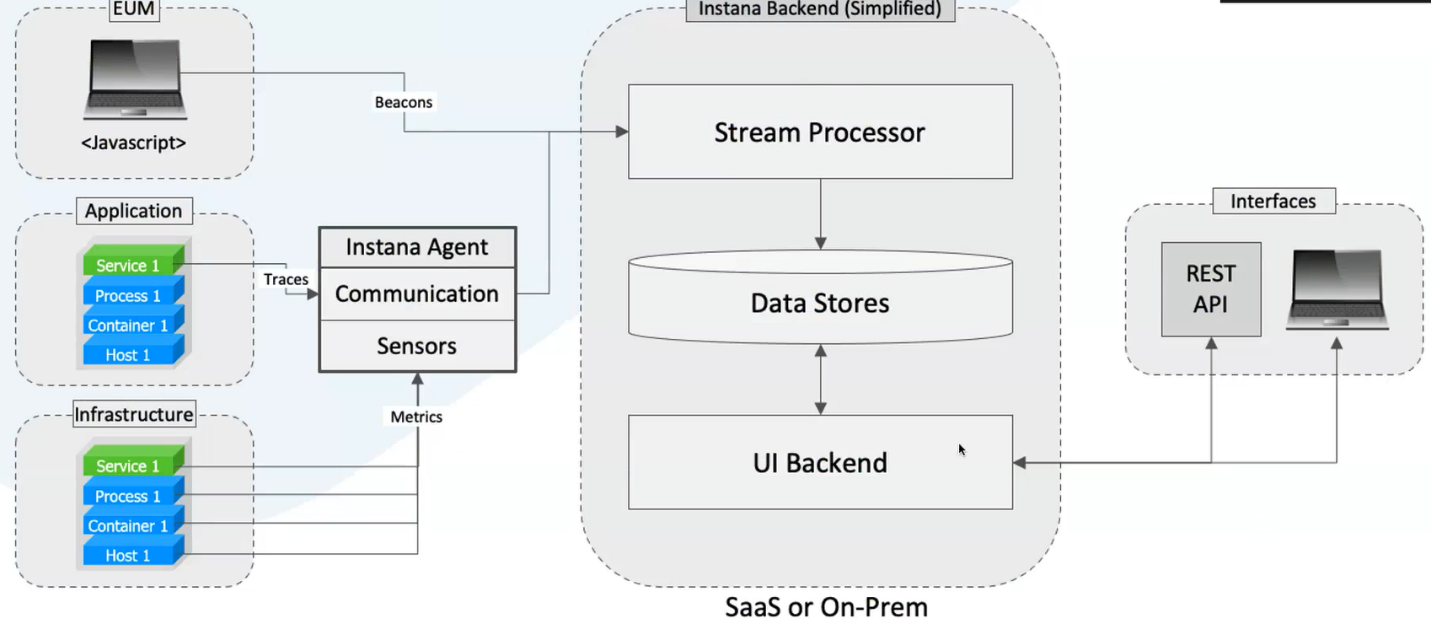 EUM
<Javascript>
Beacons
Application
Service 1
Process 1
Container 1
Host 1
Traces
Instana Agent
Communication
Sensors
Metrics
Infrastructure
Service 1
Process 1
Container 1
Host 1
Instana Backend (Simplified)
Stream Processor
Data Stores
UI Backend
SaaS or On-Prem
Interfaces
REST
API